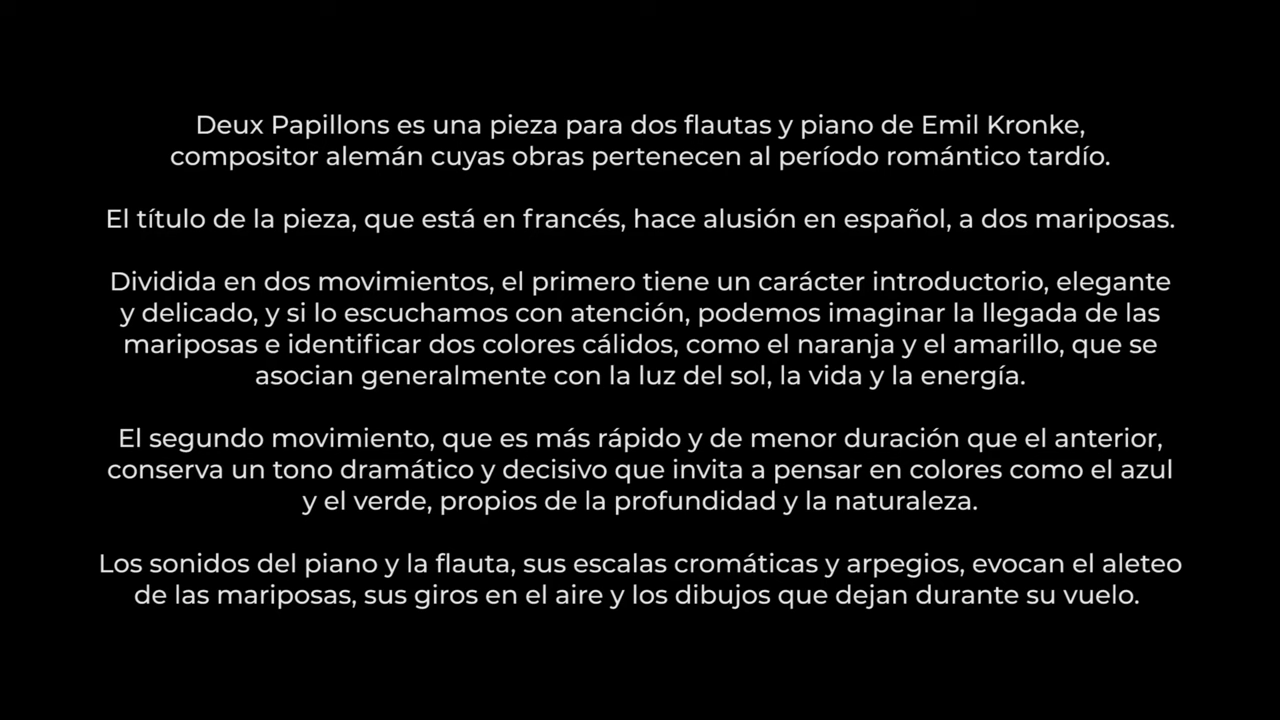 Deux Papillons es una pieza para dos flautas y piano de Emil Kronke,
compositor alemán cuyas obras pertenecen al período romántico tardío.
El título de la pieza, que está en francés, hace alusión en español, a dos mariposas.
Dividida en dos movimientos, el primero tiene un carácter introductorio, elegante
y delicado, y si lo escuchamos con atención, podemos imaginar la llegada de las
mariposas e identificar dos colores cálidos, como el naranja y el amarillo, que se
asocian generalmente con la luz del sol, la vida y la energía.
El segundo movimiento, que es más rápido y de menor duración que el anterior,
conserva un tono dramático y decisivo que invita a pensar en colores como el azul
y el verde, propios de la profundidad y la naturaleza.
Los sonidos del piano y la flauta, sus escalas cromáticas y arpegios, evocan el aleteo
de las mariposas, sus giros en el aire y los dibujos que dejan durante su vuelo.